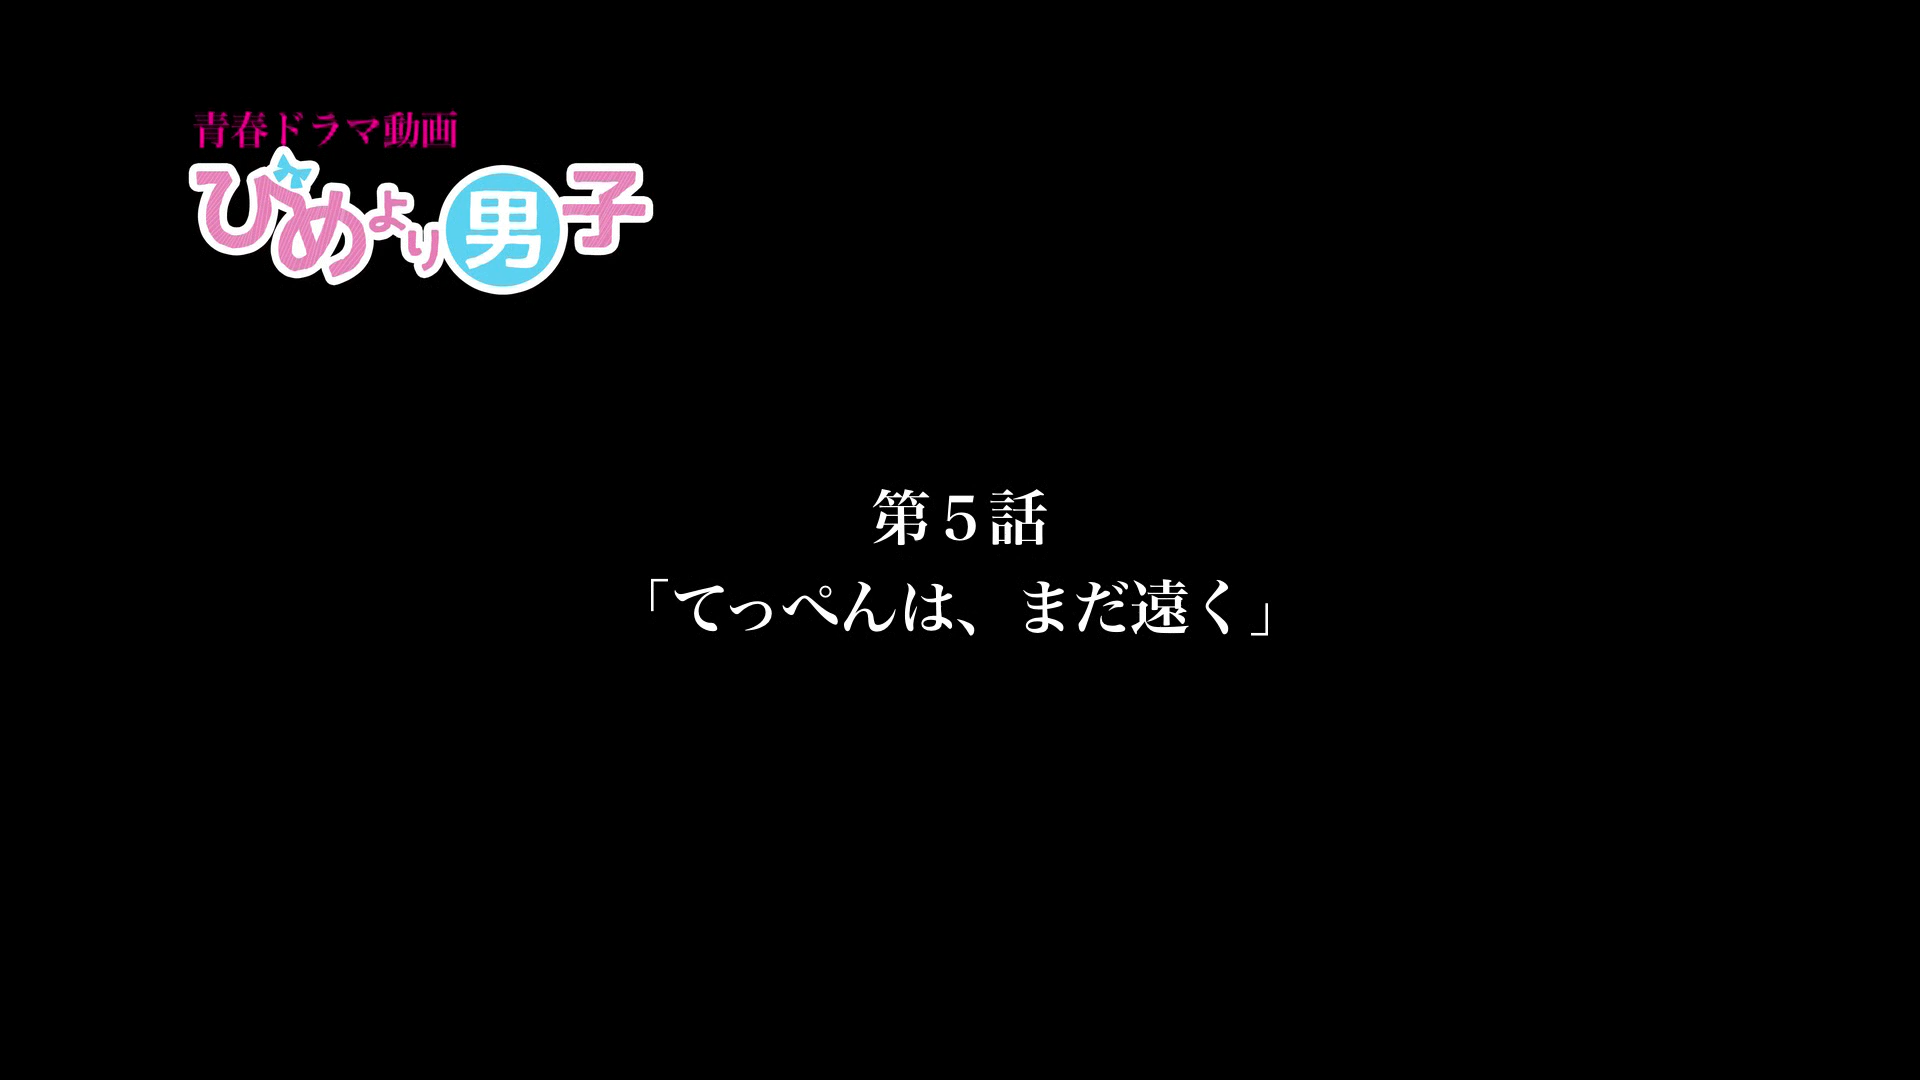 青春ドラマ動画
ひめより男子
第５話
「てっぺんは、まだ遠く」